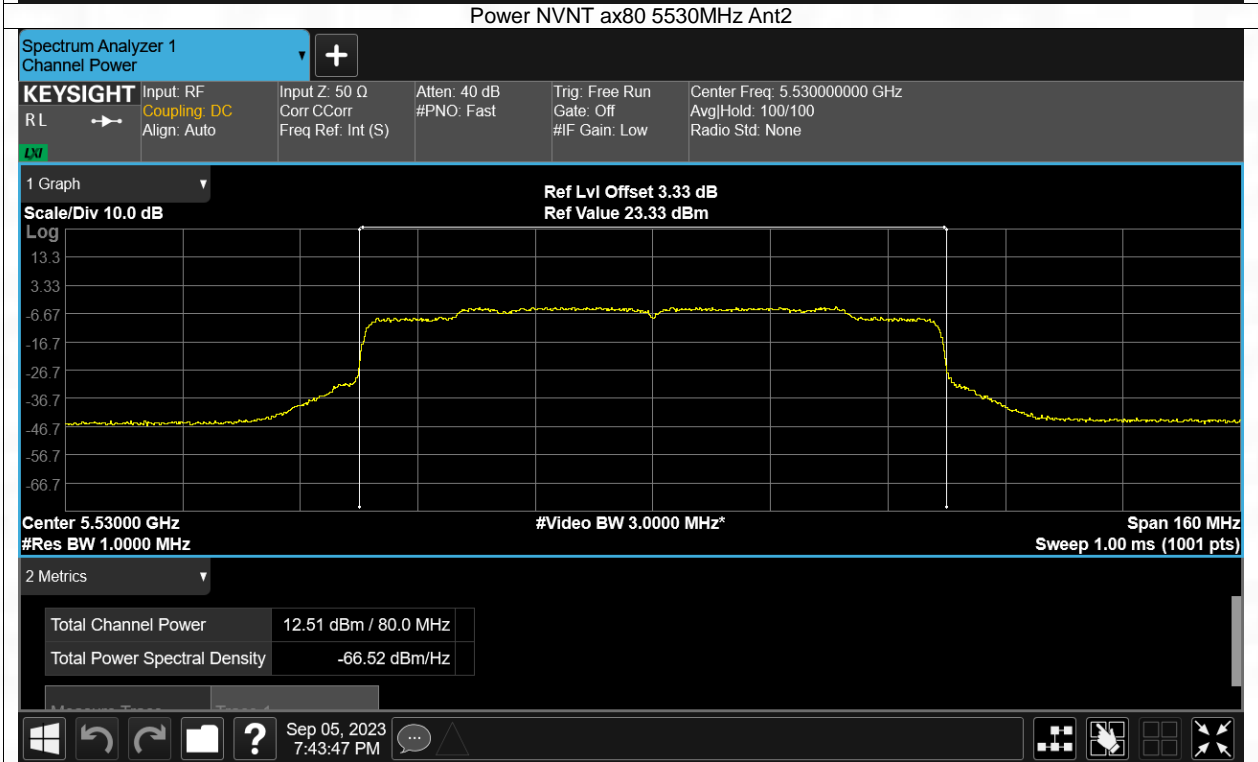 Power NVNT ax80 5530MHz Ant2
Spectrum Analyzer 1
Channel Power
KEYSIGHT
RL
LXI
Input: RF
Coupling: DC
Align: Auto
Input Z: 50 Ω
Corr CCorr
Freq Ref: Int (S)
Atten: 40 dB
#PNO: Fast
Trig: Free Run
Gate: Off
#IF Gain: Low
Center Freq: 5.530000000 GHz
Avg|Hold: 100/100
Radio Std: None
1 Graph
Scale/Div 10.0 dB
Ref Lvl Offset 3.33 dB
Ref Value 23.33 dBm
Log
13.3
3.33
-6.67
-16.7
-26.7
-36.7
-46.7
-56.7
-66.7
Center 5.53000 GHz
#Res BW 1.0000 MHz
#Video BW 3.0000 MHz*
Span 160 MHz
Sweep 1.00 ms (1001 pts)
2 Metrics
Total Channel Power 12.51 dBm / 80.0 MHz
Total Power Spectral Density -66.52 dBm/Hz
Measure Trace Trace 1
?
Sep 05, 2023
7:43:47 PM